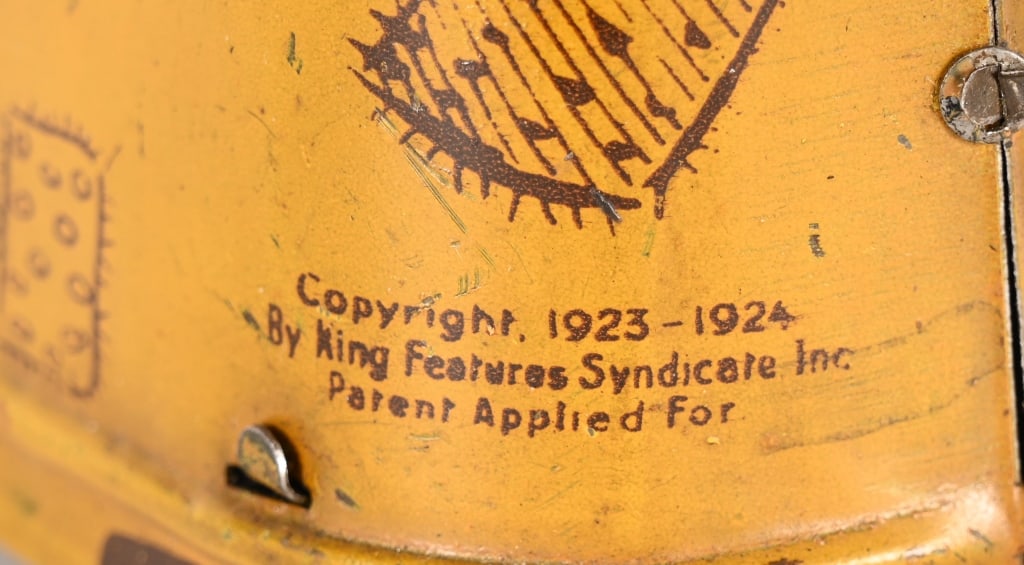 Copyright, 1923-1924
By King Features Syndicate Inc.
Patent Applied For